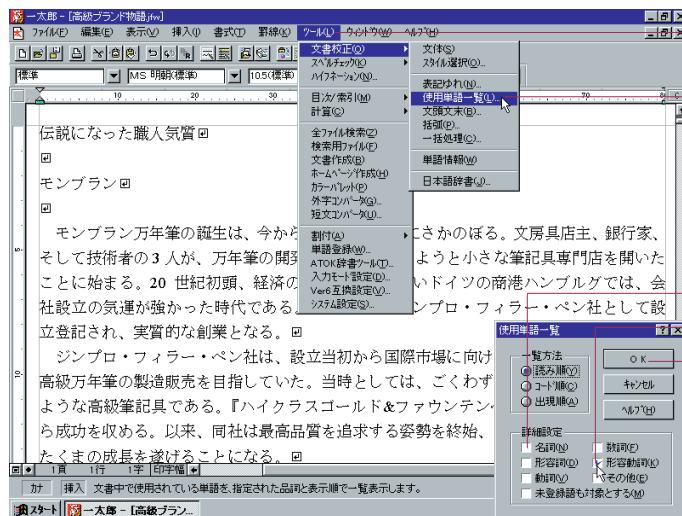 一太郎 - [高級ブランド物語.jfw]
ファイル(F) 編集(E) 表示(V) 挿入(I) 書式(T) 罫線(K) ツール(L) ウィンドウ(W) ヘルプ(H)
標準 MS 明朝(標準) 10.5(標準)
10 20 30 70
文書校正(O)
スペルチェック(X)
ハイフネーション(N)...
目次/索引(M)
計算(C)
全ファイル検索(Z)
検索用ファイル(F)
文書作成(B)
ホームページ作成(H)
カラーパレット(P)
外字コンバータ(G)...
短文コンバータ(U)...
割付(A)
単語登録(W)...
ATOK辞書ツール(T)...
入力モード設定(D)...
Ver6互換設定(V)...
システム設定(S)...
文体(S)
スタイル選択(O)...
表記ゆれ(N)...
使用単語一覧(L)...
文頭文末(B)...
括弧(P)...
一括処理(C)...
単語情報(W)
日本語辞書(J)...
伝説になった職人気質
モンブラン
モンブラン万年筆の誕生は、今から にさかのぼる。文房具店主、銀行家、
そして技術者の3人が、万年筆の開発 ようと小さな筆記具専門店を開いた
ことに始まる。20 世紀初頭、経済の いドイツの商港ハンブルグでは、会
社設立の気運が強かった時代である。 ンプロ・フィラー・ペン社として設
立登記され、実質的な創業となる。
ジンプロ・フィラー・ペン社は、設立当初から国際市場に向け
高級万年筆の製造販売を目指していた。当時としては、ごくわず
ような高級筆記具である。『ハイクラスゴールド&ファウンテン
ら成功を収める。以来、同社は最高品質を追求する姿勢を終始、
たくまの成長を遂げることになる。
使用単語一覧
一覧方法
読み順(Y)
コード順(C)
出現順(A)
OK
キャンセル
ヘルプ(H)
詳細設定
名詞(N) 数詞(F)
形容詞(D) 形容動詞(K)
動詞(V) その他(E)
未登録語も対象とする(M)
1頁 1行 1字 印字幅
カナ 挿入 文書中で使用されている単語を、指定された品詞と表示順で一覧表示します。
スタート 一太郎 - [高級ブラン...